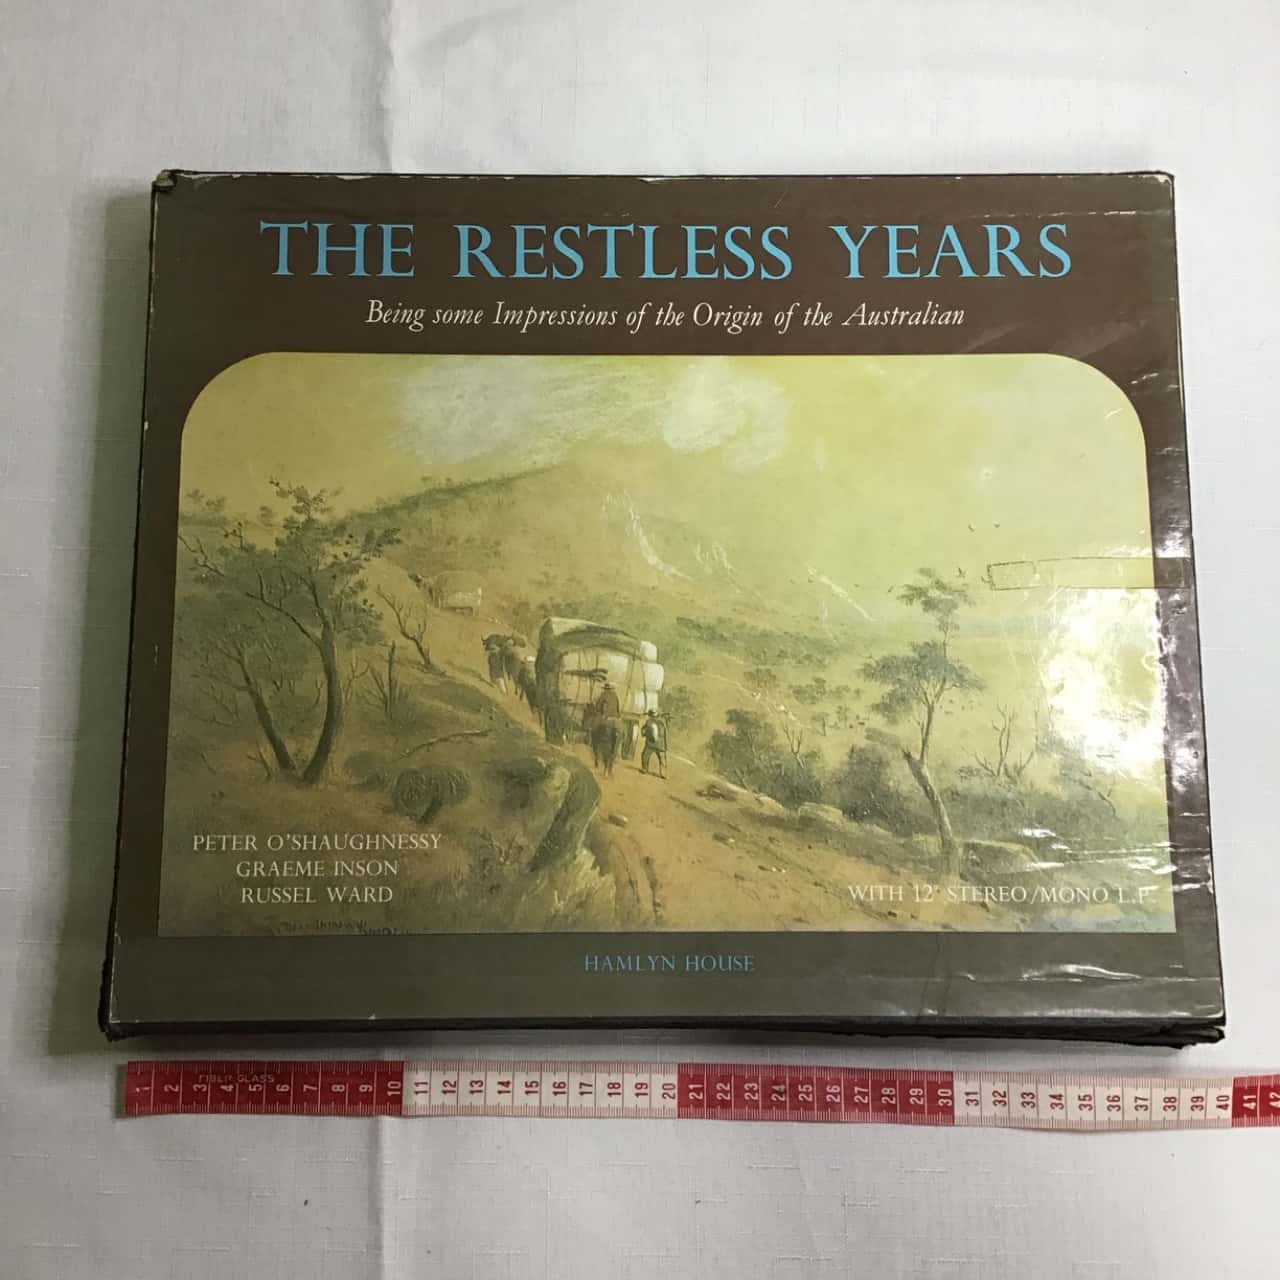 THE RESTLESS YEARS
Being some Impressions of the Origin of the Australian
PETER O'SHAUGHNESSY
GRAEME INSON
RUSSEL WARD
WITH 12" STEREO/MONO L.P.
HAMLYN HOUSE
FIBER GLASS
1 2 3 4 5 6 7 8 9 10 11 12 13 14 15 16 17 18 19 20 21 22 23 24 25 26 27 28 29 30 31 32 33 34 35 36 37 38 39 40 41 42